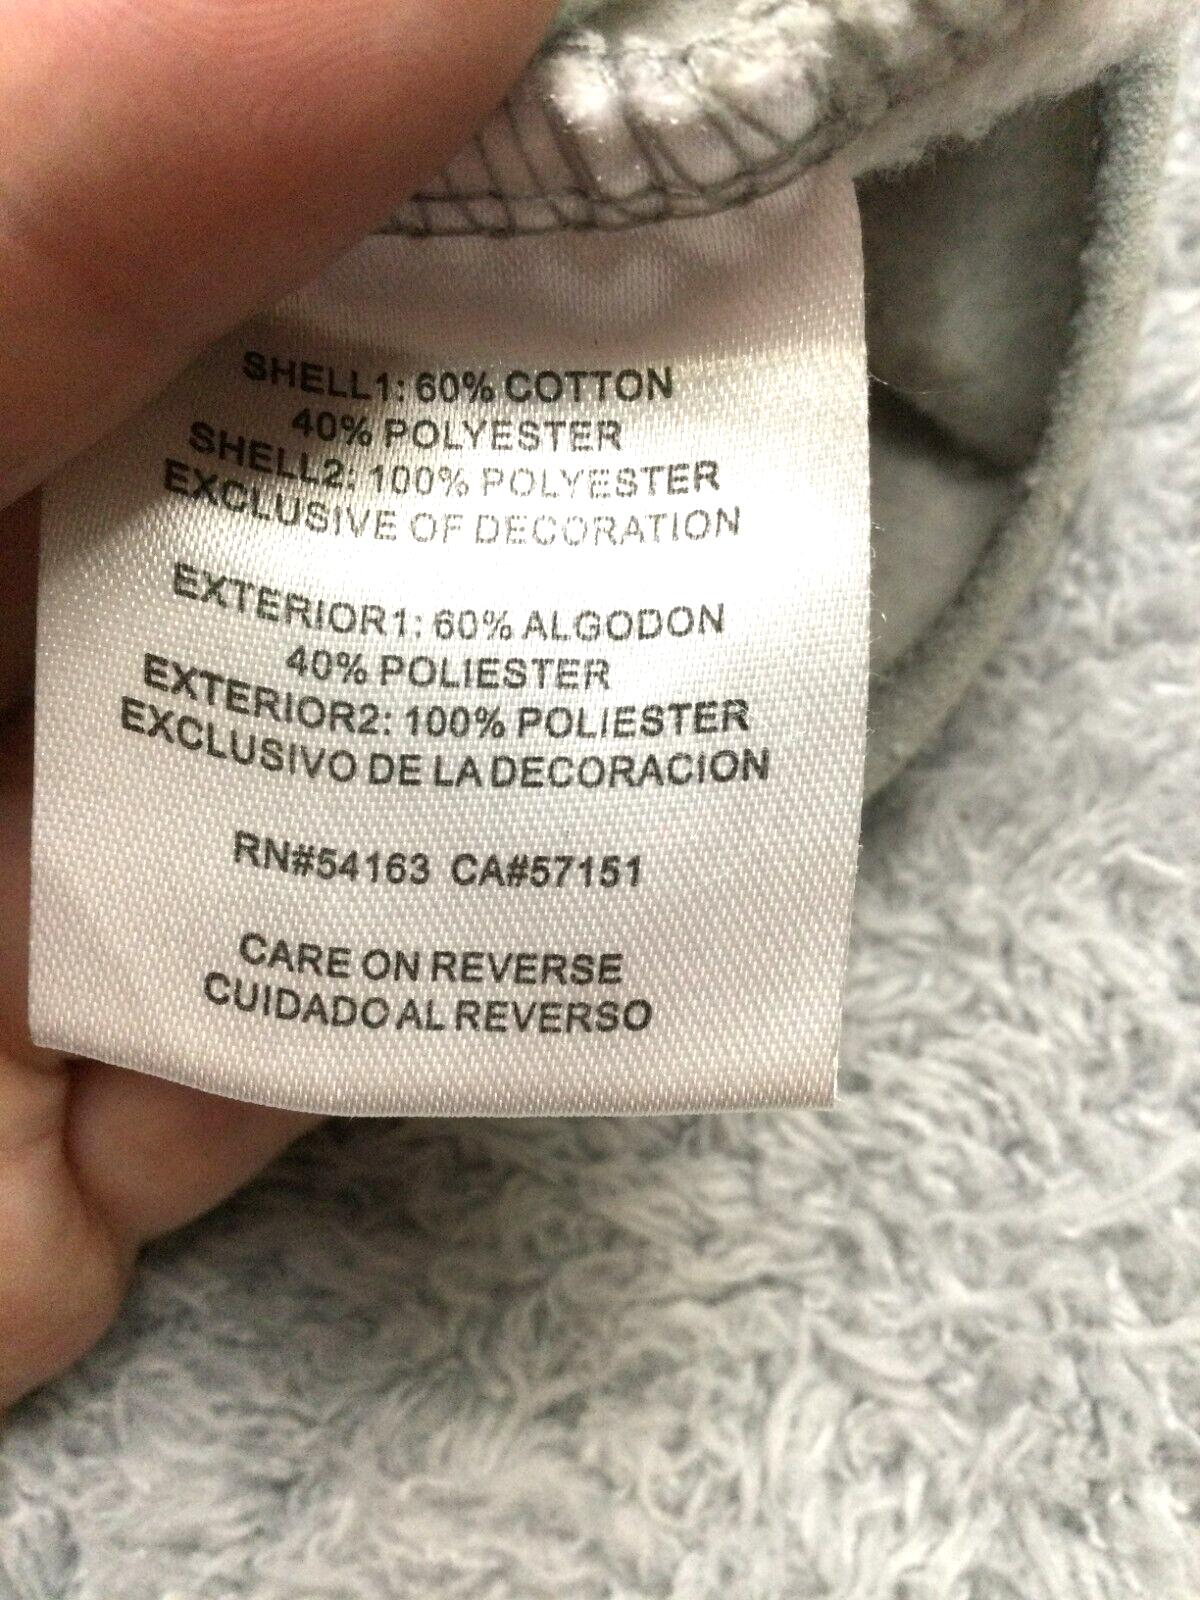 SHELL1: 60% COTTON
40% POLYESTER
SHELL2: 100% POLYESTER
EXCLUSIVE OF DECORATION
EXTERIOR1: 60% ALGODON
40% POLIESTER
EXTERIOR2: 100% POLIESTER
EXCLUSIVO DE LA DECORACION
RN#54163 CA#57151
CARE ON REVERSE
CUIDADO AL REVERSO